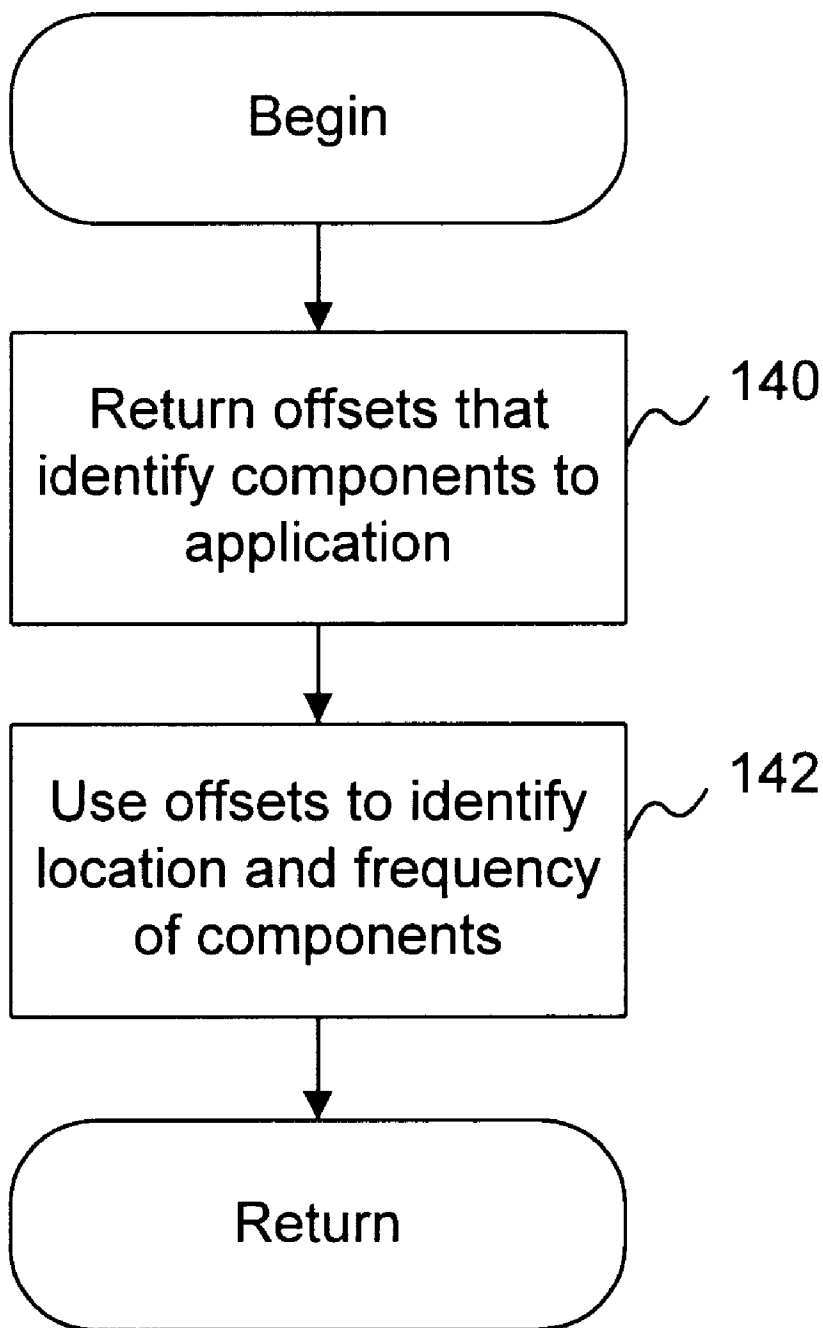 Begin
Return offsets that
identify components to
application
140
Use offsets to identify
location and frequency
of components
142
Return